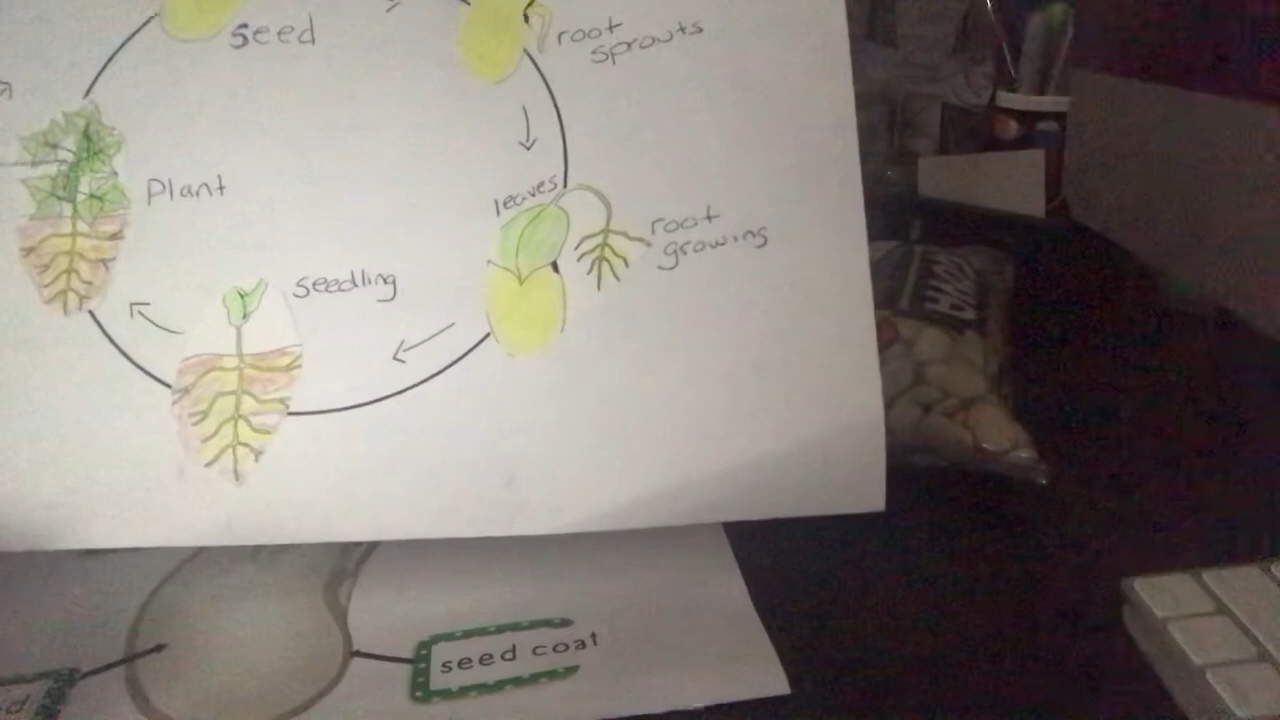 seed
root
sprouts
leaves
root
growing
Plant
seedling
seed coat